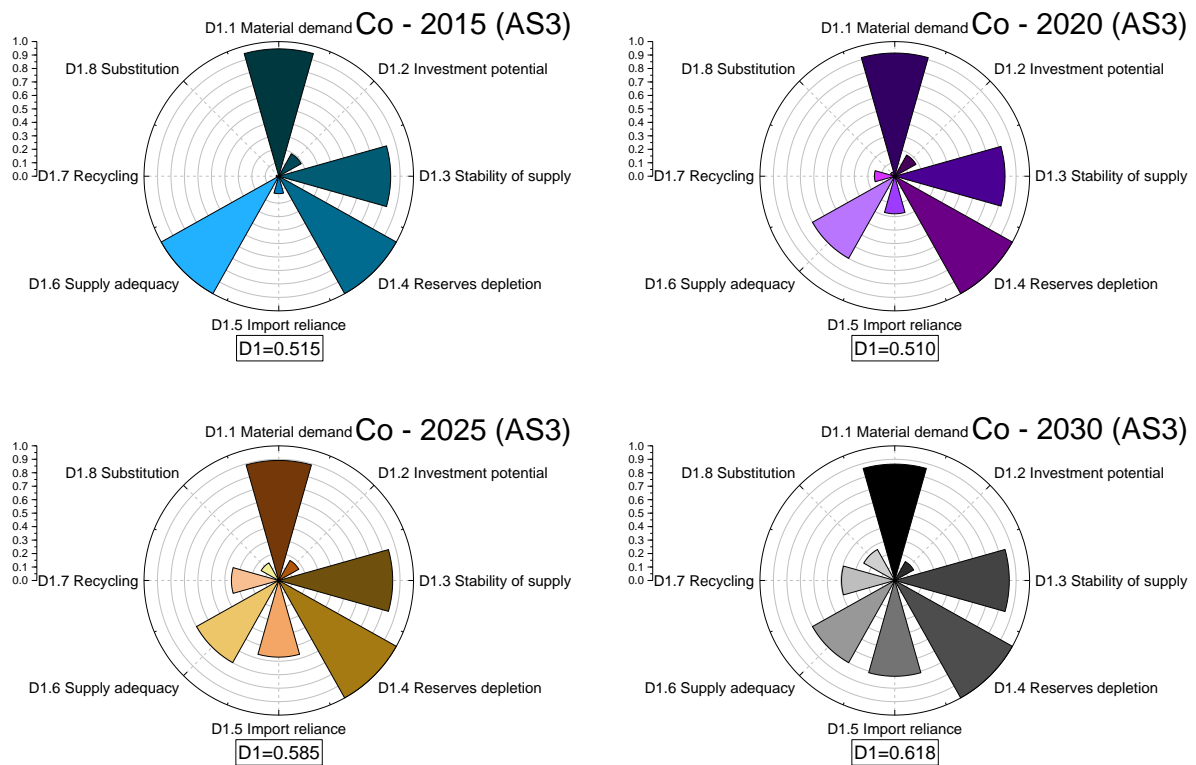 D1.1 Material demand
Co - 2015 (AS3)
D1.2 Investment potential
D1.3 Stability of supply
D1.4 Reserves depletion
D1.5 Import reliance
D1.6 Supply adequacy
D1.7 Recycling
D1.8 Substitution
1.0
0.9
0.8
0.7
0.6
0.5
0.4
0.3
0.2
0.1
0.0
D1=0.515
D1.1 Material demand
Co - 2020 (AS3)
D1.2 Investment potential
D1.3 Stability of supply
D1.4 Reserves depletion
D1.5 Import reliance
D1.6 Supply adequacy
D1.7 Recycling
D1.8 Substitution
1.0
0.9
0.8
0.7
0.6
0.5
0.4
0.3
0.2
0.1
0.0
D1=0.510
D1.1 Material demand
Co - 2025 (AS3)
D1.2 Investment potential
D1.3 Stability of supply
D1.4 Reserves depletion
D1.5 Import reliance
D1.6 Supply adequacy
D1.7 Recycling
D1.8 Substitution
1.0
0.9
0.8
0.7
0.6
0.5
0.4
0.3
0.2
0.1
0.0
D1=0.585
D1.1 Material demand
Co - 2030 (AS3)
D1.2 Investment potential
D1.3 Stability of supply
D1.4 Reserves depletion
D1.5 Import reliance
D1.6 Supply adequacy
D1.7 Recycling
D1.8 Substitution
1.0
0.9
0.8
0.7
0.6
0.5
0.4
0.3
0.2
0.1
0.0
D1=0.618